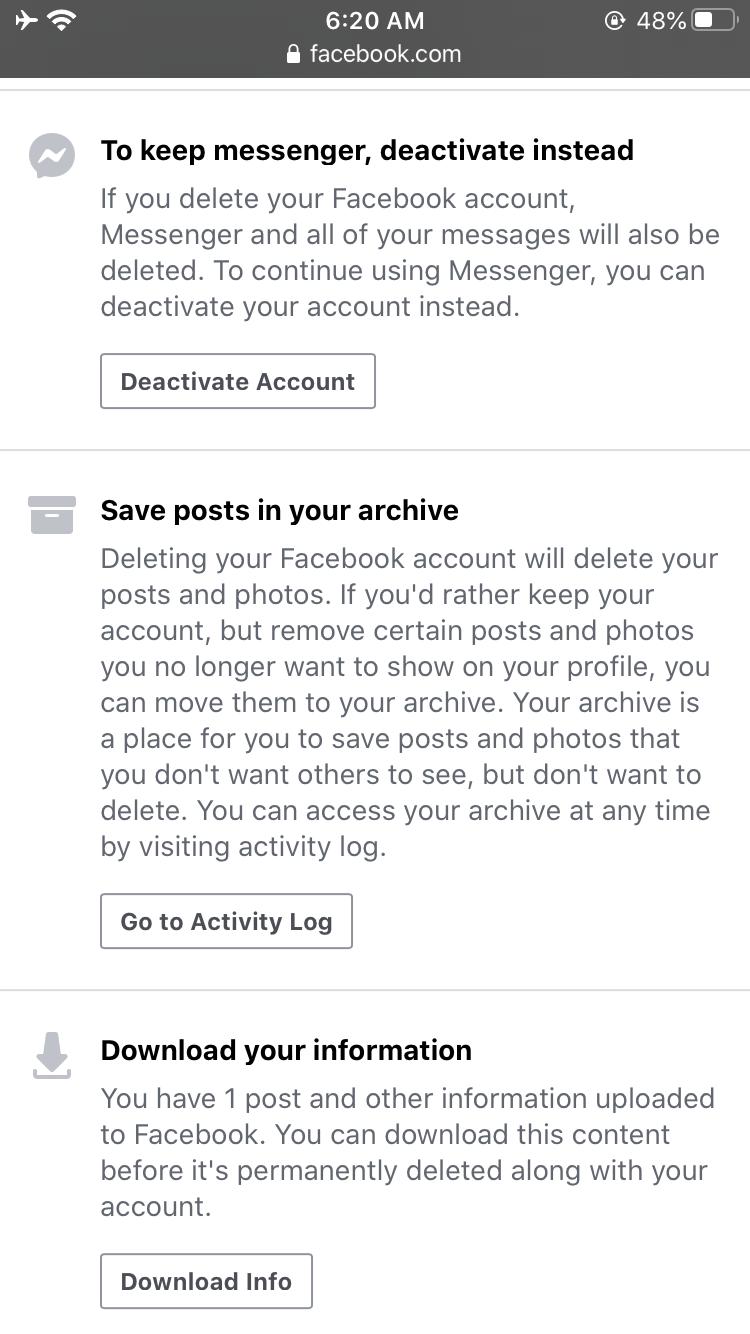 6:20 AM
48%
facebook.com
To keep messenger, deactivate instead
If you delete your Facebook account,
Messenger and all of your messages will also be
deleted. To continue using Messenger, you can
deactivate your account instead.
Deactivate Account
Save posts in your archive
Deleting your Facebook account will delete your
posts and photos. If you'd rather keep your
account, but remove certain posts and photos
you no longer want to show on your profile, you
can move them to your archive. Your archive is
a place for you to save posts and photos that
you don't want others to see, but don't want to
delete. You can access your archive at any time
by visiting activity log.
Go to Activity Log
Download your information
You have 1 post and other information uploaded
to Facebook. You can download this content
before it's permanently deleted along with your
account.
Download Info